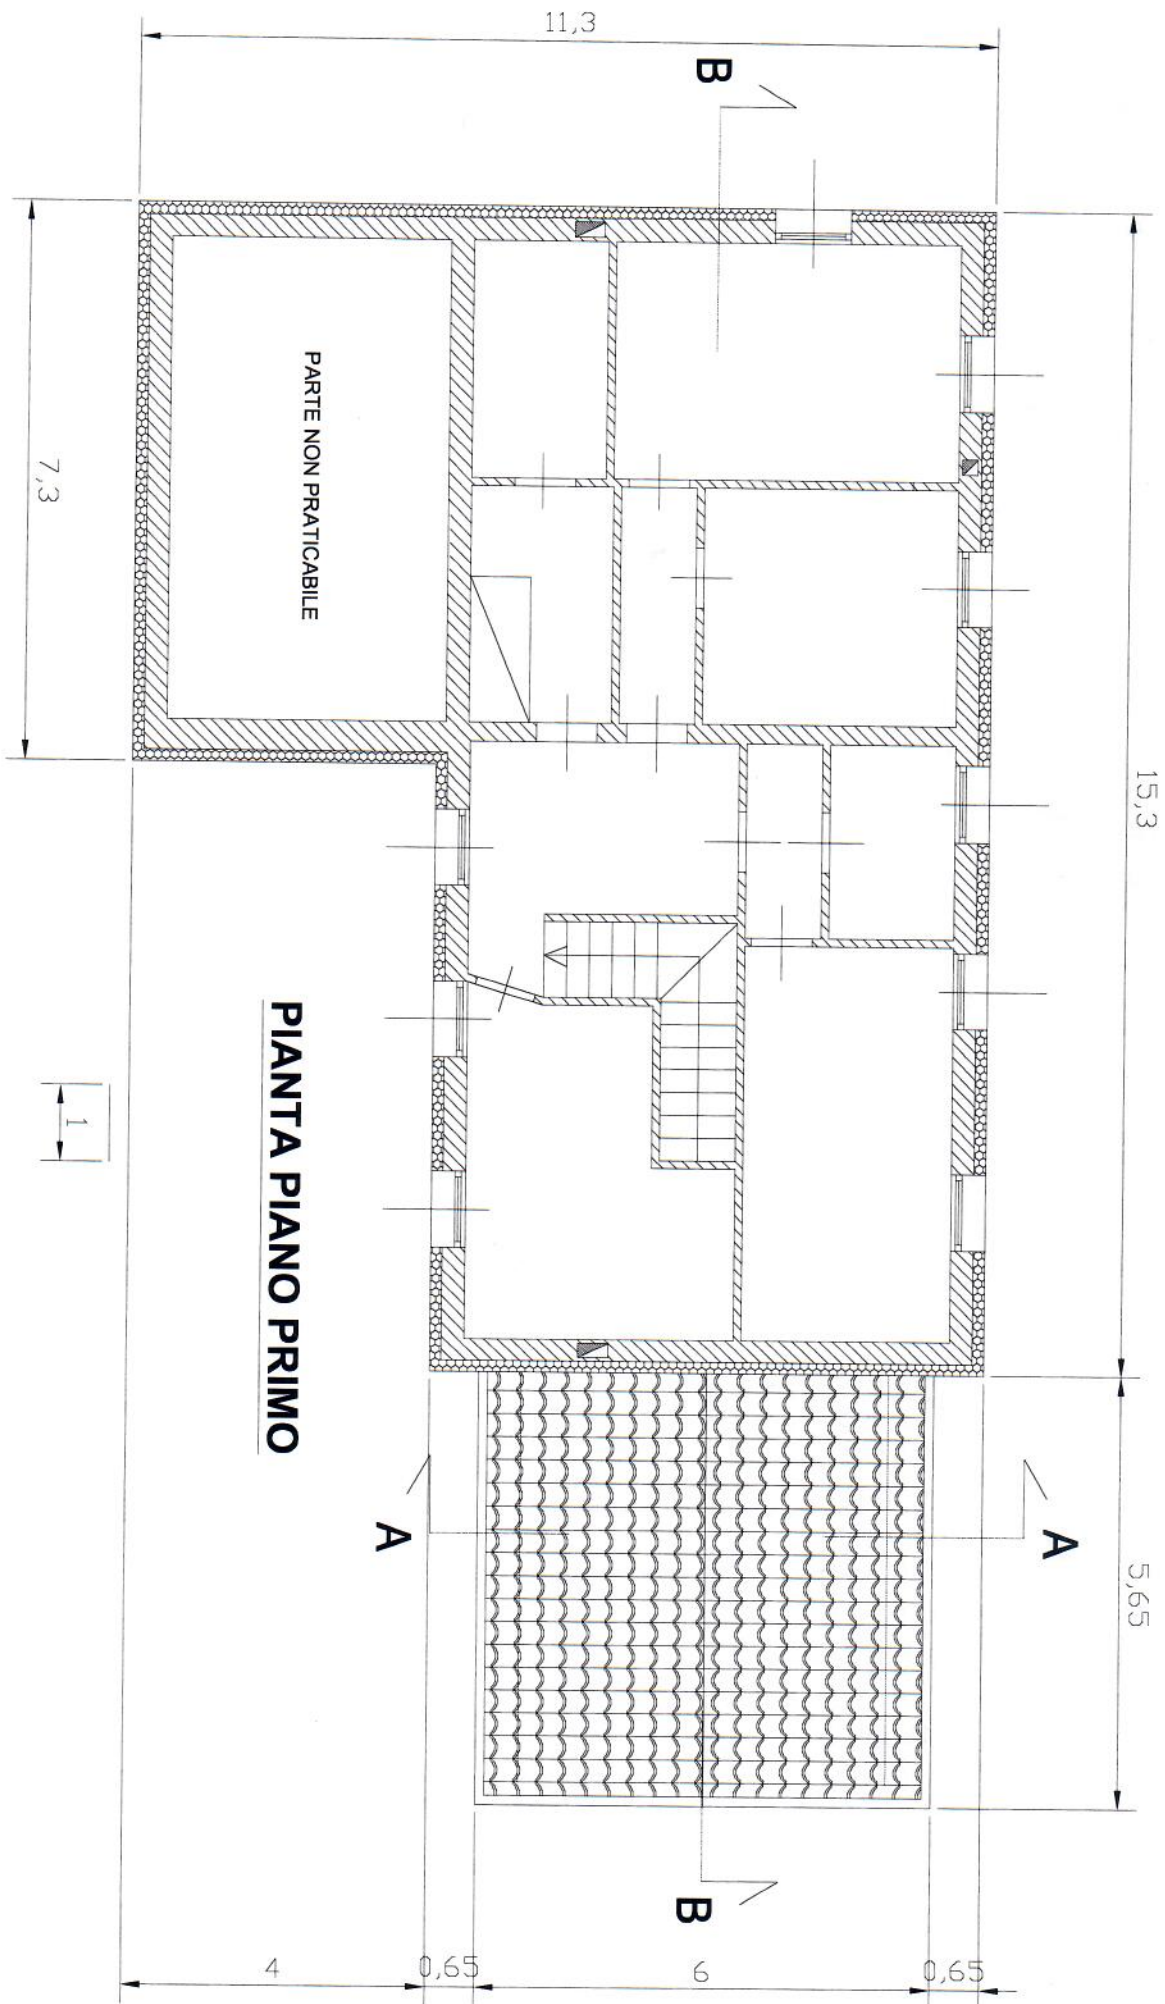 11,3
B
15,3
7,3
PARTE NON PRATICABILE
1
PIANTA PIANO PRIMO
A
A
5,65
B
4
0,65
6
0,65